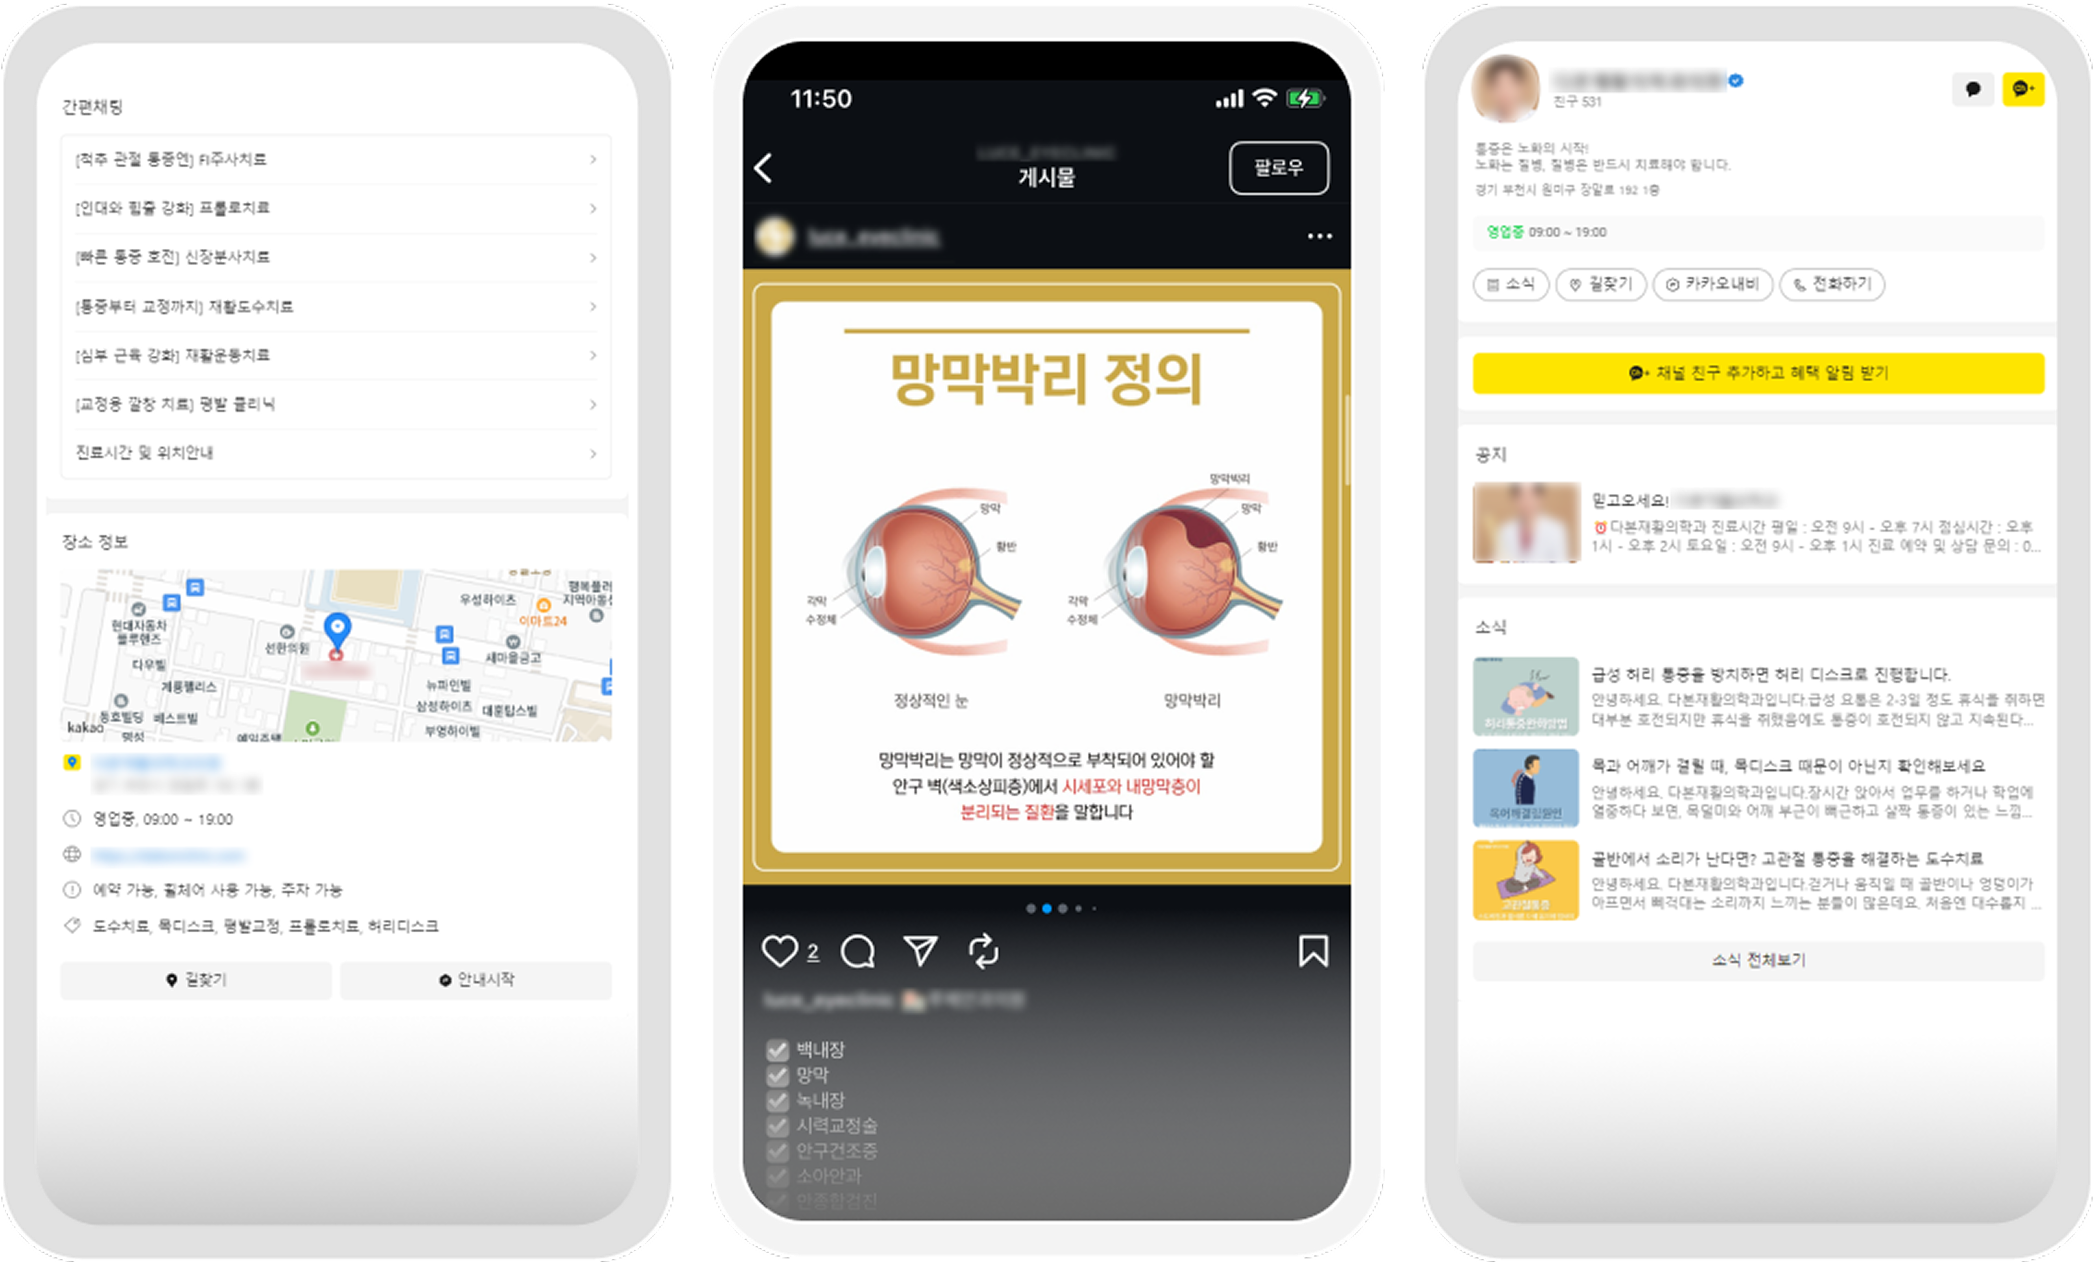 간편채팅
[척추 관절 통증엔] FI주사치료
[인대와 힘줄 강화] 프롤로치료
[빠른 통증 호전] 신장분사치료
[통증부터 교정까지] 재활도수치료
[심부 근육 강화] 재활운동치료
[교정용 깔창 치료] 평발 클리닉
진료시간 및 위치안내
장소 정보
우성하이츠
행복플러
지역아동센
이마트24
현대자동차
블루핸즈
선한의원
새마을금고
다우빌
계룡팰리스
뉴파인빌
삼성하이츠
대훈탑스빌
동호빌딩
베스트빌
kakao
부영하이빌
영업중, 09:00 ~ 19:00
예약 가능, 휠체어 사용 가능, 주차 가능
도수치료, 목디스크, 평발교정, 프롤로치료, 허리디스크
길찾기
안내시작
11:50
게시물
팔로우
luce_eyeclinic
망막박리 정의
망막
황반
각막
수정체
정상적인 눈
망막박리
망막
황반
각막
수정체
망막박리
망막박리는 망막이 정상적으로 부착되어 있어야 할
안구 벽(색소상피층)에서 시세포와 내망막층이
분리되는 질환을 말합니다
2
luce_eyeclinic
백내장
망막
녹내장
시력교정술
안구건조증
소아안과
만종합검진
친구 531
통증은 노화의 시작!
노화는 질병, 질병은 반드시 치료해야 합니다.
경기 부천시 원미구 장말로 192 1층
영업중 09:00 ~ 19:00
소식
길찾기
카카오내비
전화하기
채널 친구 추가하고 혜택 알림 받기
공지
믿고오세요!
다본재활의학과 진료시간 평일 : 오전 9시 - 오후 7시 점심시간 : 오후
1시 - 오후 2시 토요일 : 오전 9시 - 오후 1시 진료 예약 및 상담 문의 : 0...
소식
급성 허리 통증을 방치하면 허리 디스크로 진행합니다.
안녕하세요. 다본재활의학과입니다.급성 요통은 2-3일 정도 휴식을 취하면
대부분 호전되지만 휴식을 취했음에도 통증이 호전되지 않고 지속된다...
허리통증완화방법
목과 어깨가 결릴 때, 목디스크 때문이 아닌지 확인해보세요
안녕하세요. 다본재활의학과입니다.장시간 앉아서 업무를 하거나 학업에
열중하다 보면, 목덜미와 어깨 부근이 뻐근하고 살짝 통증이 있는 느낌...
목어깨결림원인
골반에서 소리가 난다면? 고관절 통증을 해결하는 도수치료
안녕하세요. 다본재활의학과입니다.걷거나 움직일 때 골반이나 엉덩이가
아프면서 삐걱대는 소리까지 느끼는 분들이 많은데요. 처음엔 대수롭지 ...
고관절통증
소식 전체보기